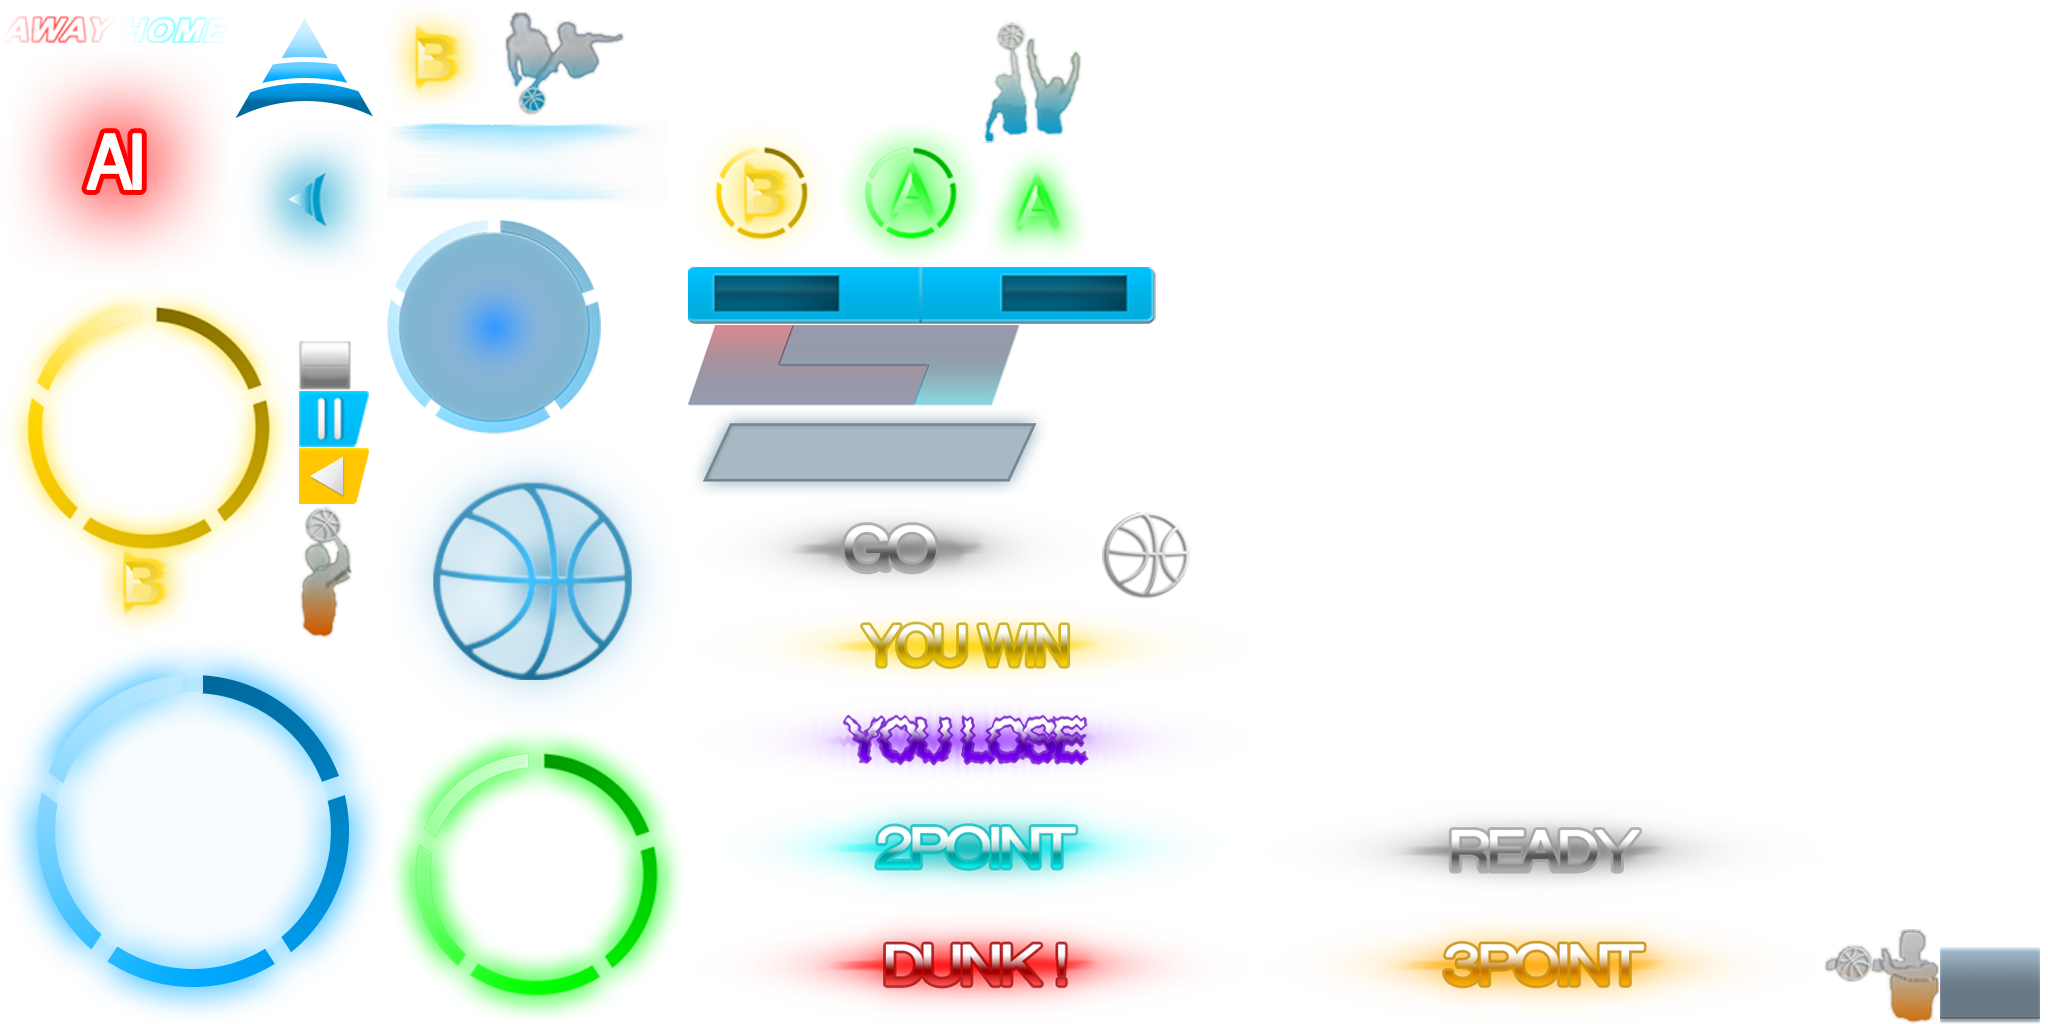 AWAY HOME
B
AI
B A A
B
GO
YOU WIN
YOU LOSE
2POINT
READY
DUNK !
3POINT